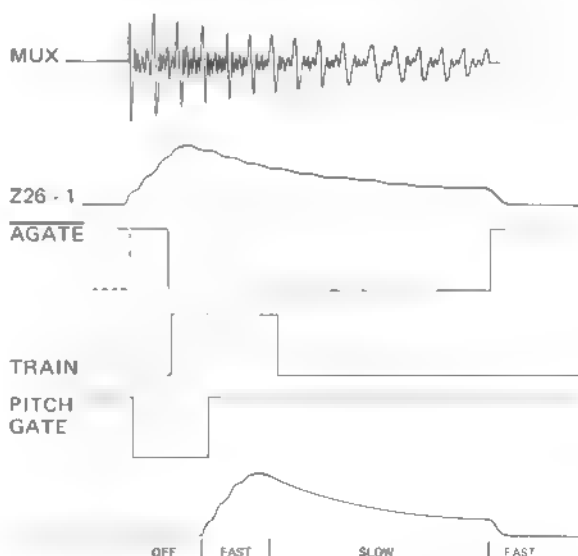 MUX
Z26 - 1
AGATE
TRAIN
PITCH
GATE
OFF FAST SLOW FAST